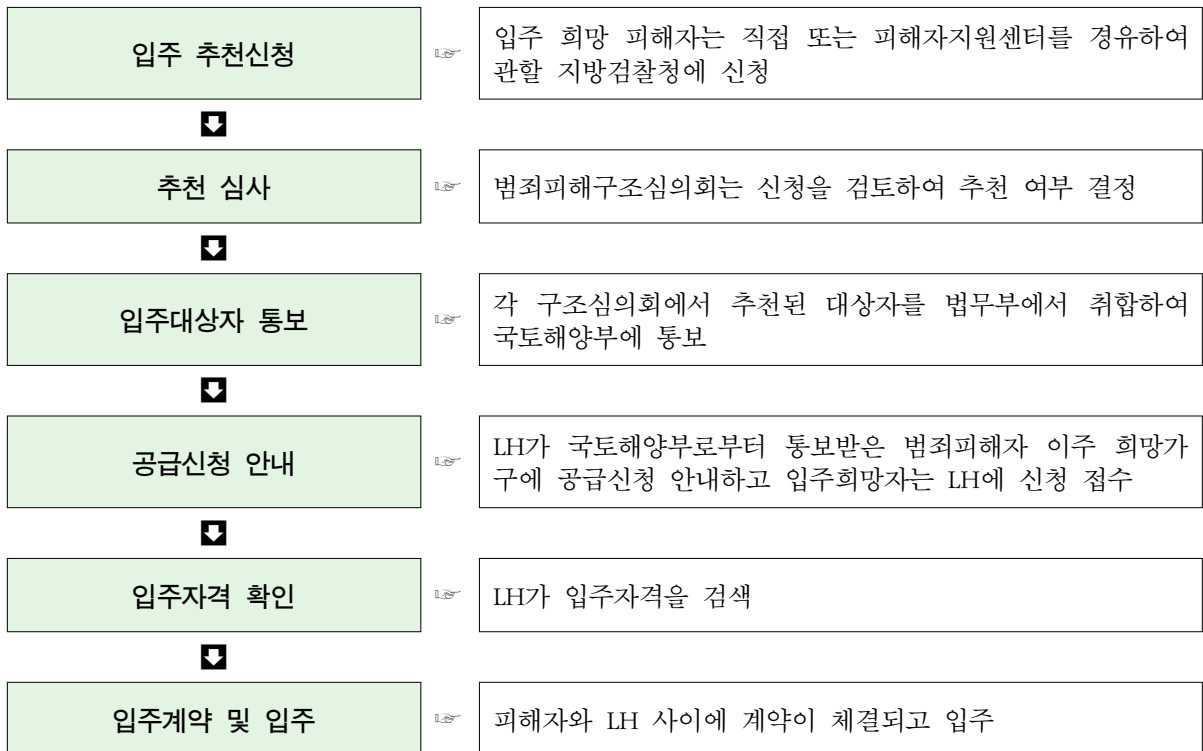 입주 추천신청
☞
입주 희망 피해자는 직접 또는 피해자지원센터를 경유하여
관할 지방검찰청에 신청
추천 심사
☞
범죄피해구조심의회는 신청을 검토하여 추천 여부 결정
입주대상자 통보
☞
각 구조심의회에서 추천된 대상자를 법무부에서 취합하여
국토해양부에 통보
공급신청 안내
☞
LH가 국토해양부로부터 통보받은 범죄피해자 이주 희망가
구에 공급신청 안내하고 입주희망자는 LH에 신청 접수
입주자격 확인
☞
LH가 입주자격을 검색
입주계약 및 입주
☞
피해자와 LH 사이에 계약이 체결되고 입주